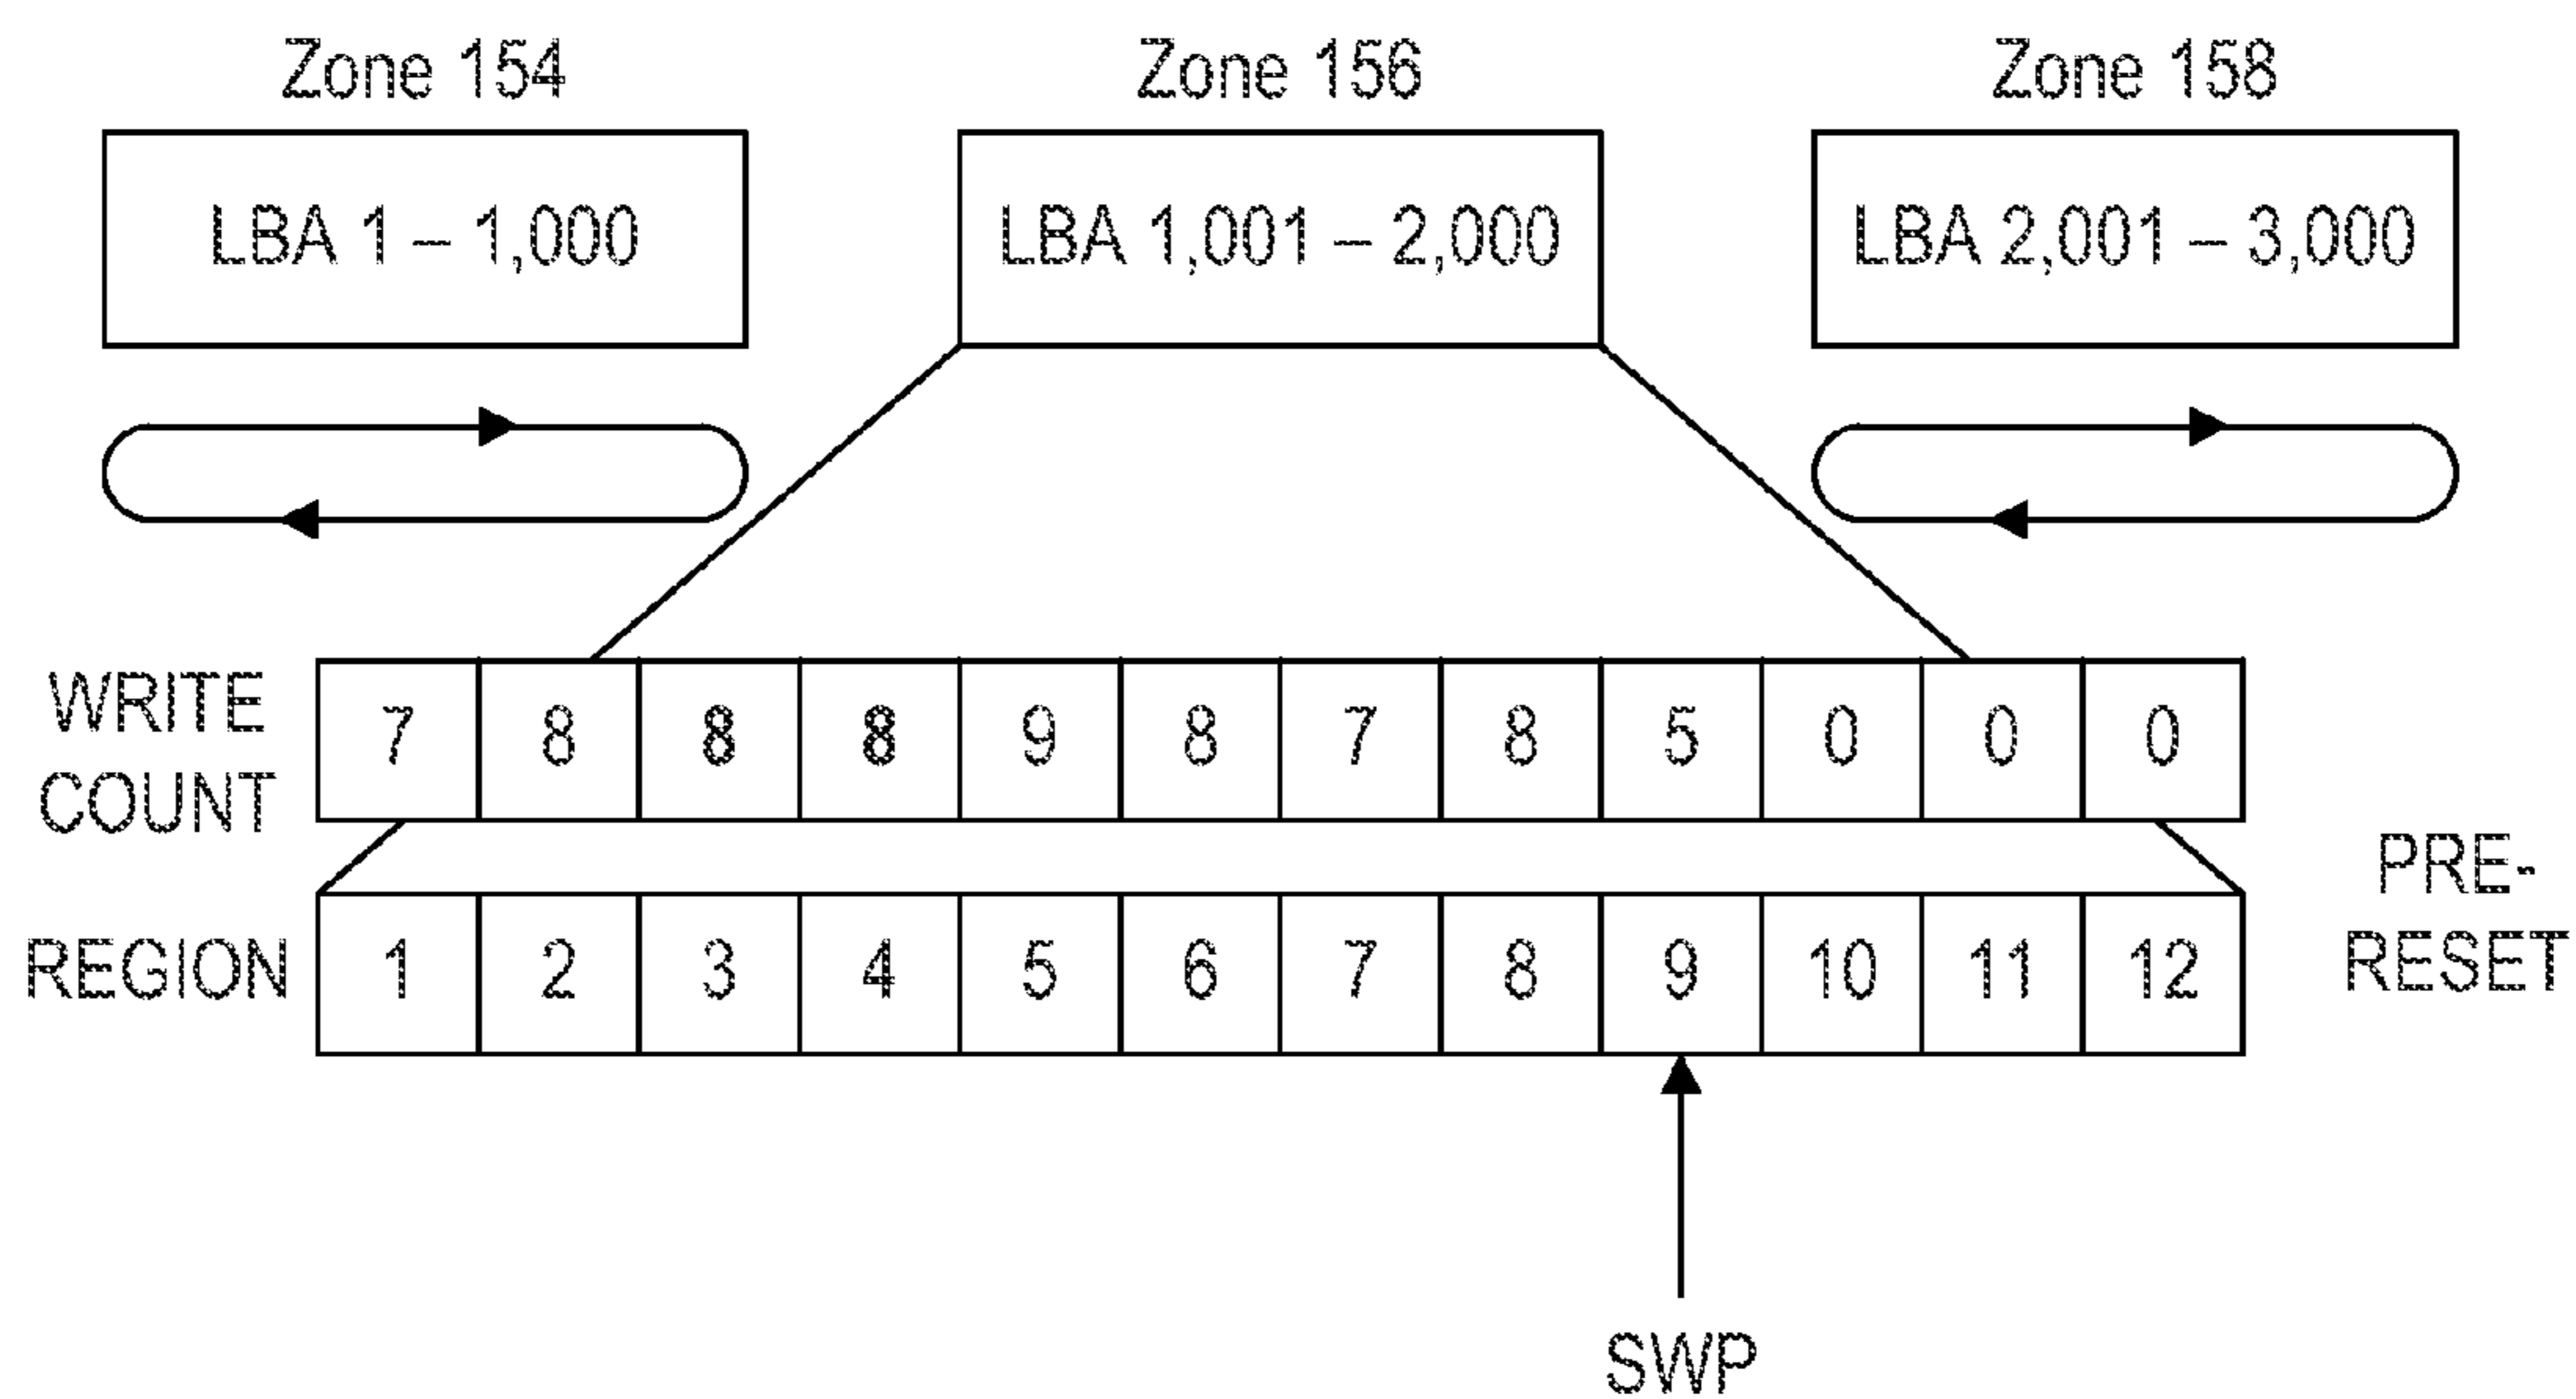 Zone 154 Zone 156 Zone 158
LBA 1 – 1,000 LBA 1,001 – 2,000 LBA 2,001 – 3,000
WRITE
COUNT
7 8 8 8 9 8 7 8 5 0 0 0
REGION
1 2 3 4 5 6 7 8 9 10 11 12
PRE-
RESET
SWP